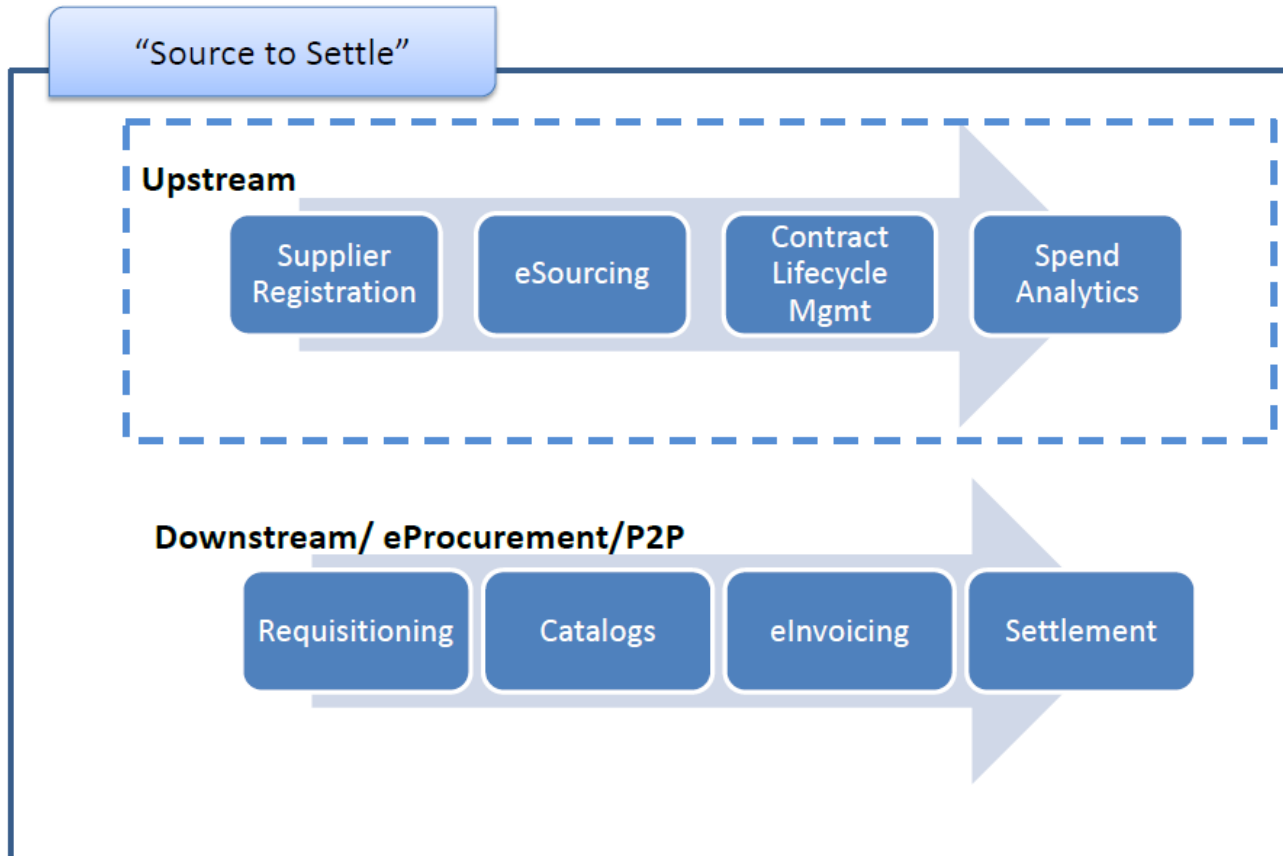 “Source to Settle”
Upstream
Supplier
Registration
eSourcing
Contract
Lifecycle
Mgmt
Spend
Analytics
Downstream/ eProcurement/P2P
Requisitioning
Catalogs
eInvoicing
Settlement